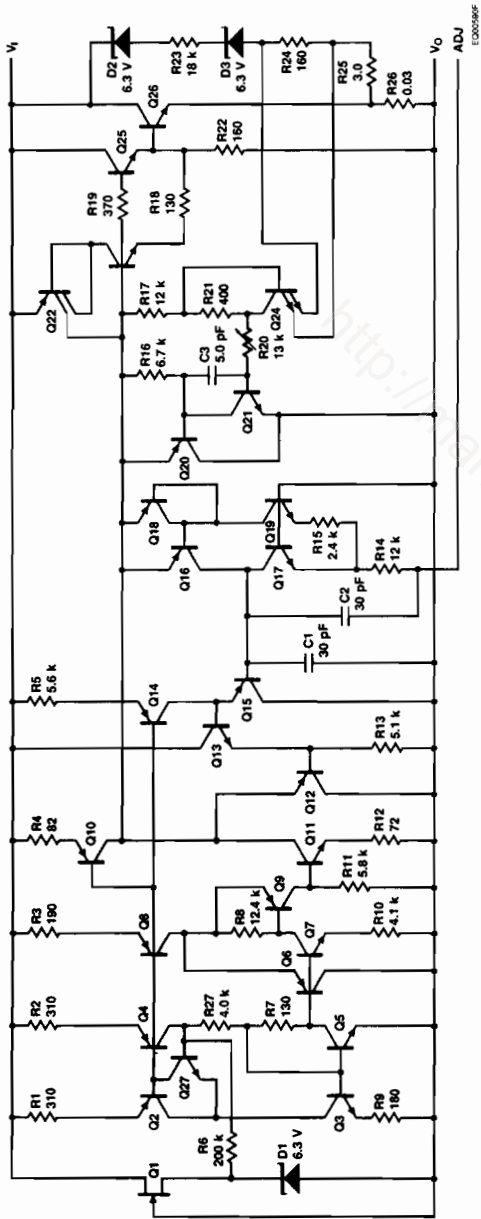 VI
R1
310
R2
310
R3
190
R4
82
R5
5.6 k
Q1
Q2
Q4
Q8
Q10
Q14
Q22
R19
370
Q25
Q26
D2
6.3 V
R23
18 k
D3
6.3 V
R18
130
R22
160
R24
160
R25
3.0
R26
0.03
Q27
R27
4.0 k
R6
200 k
D1
6.3 V
R7
130
Q3
Q5
R9
180
Q6
R8
12.4 k
Q9
Q7
R10
4.1 k
R11
5.8 k
Q11
R12
72
Q12
Q13
R13
5.1 k
Q15
C1
30 pF
C2
30 pF
Q16
Q18
Q17
Q19
R15
2.4 k
R14
12 k
Q20
R16
6.7 k
C3
5.0 pF
Q21
R17
12 k
R21
400
R20
13 k
Q24
VO
ADJ
EQ00590F
http://mar